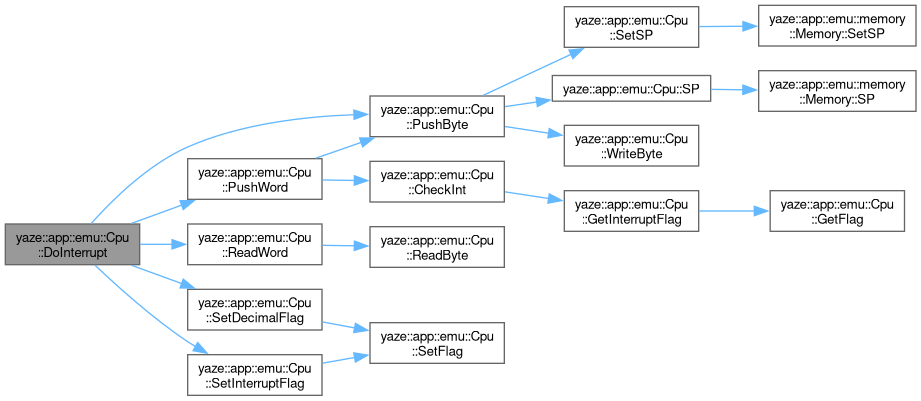 yaze::app::emu::Cpu
::DoInterrupt
yaze::app::emu::Cpu
::PushByte
yaze::app::emu::Cpu
::PushWord
yaze::app::emu::Cpu
::ReadWord
yaze::app::emu::Cpu
::SetDecimalFlag
yaze::app::emu::Cpu
::SetInterruptFlag
yaze::app::emu::Cpu
::SetSP
yaze::app::emu::memory
::Memory::SetSP
yaze::app::emu::Cpu::SP
yaze::app::emu::memory
::Memory::SP
yaze::app::emu::Cpu
::WriteByte
yaze::app::emu::Cpu
::CheckInt
yaze::app::emu::Cpu
::GetInterruptFlag
yaze::app::emu::Cpu
::GetFlag
yaze::app::emu::Cpu
::ReadByte
yaze::app::emu::Cpu
::SetFlag